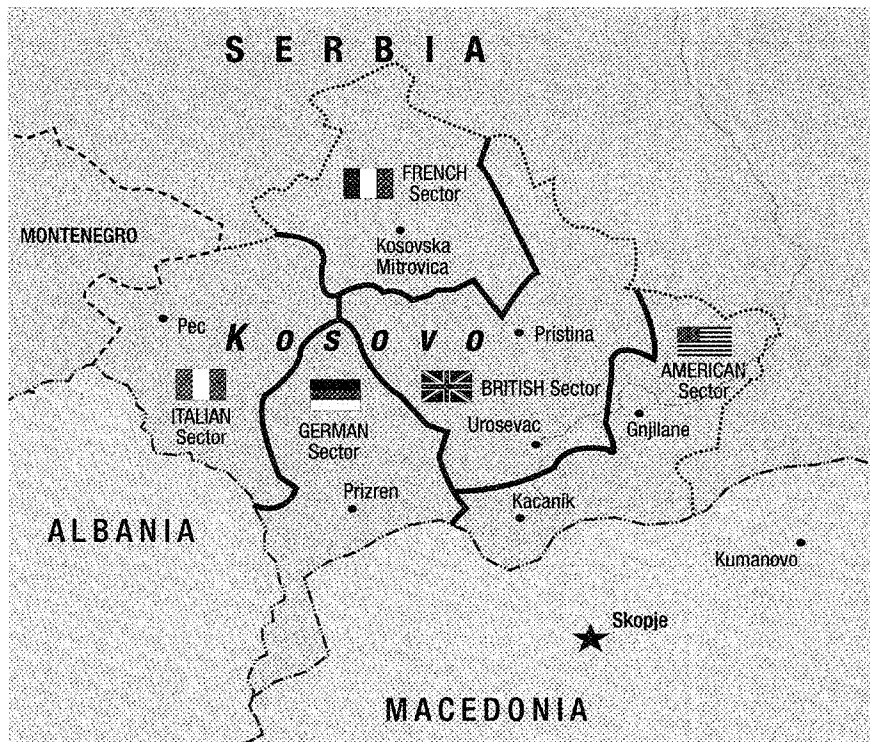 SERBIA
FRENCH
Sector
MONTENEGRO
Kosovska
Mitrovica
Pec
KOSOVO
Pristina
ITALIAN
Sector
GERMAN
Sector
BRITISH Sector
AMERICAN
Sector
Urosevac
Gnjilane
Prizren
Kacanik
ALBANIA
Kumanovo
Skopje
MACEDONIA